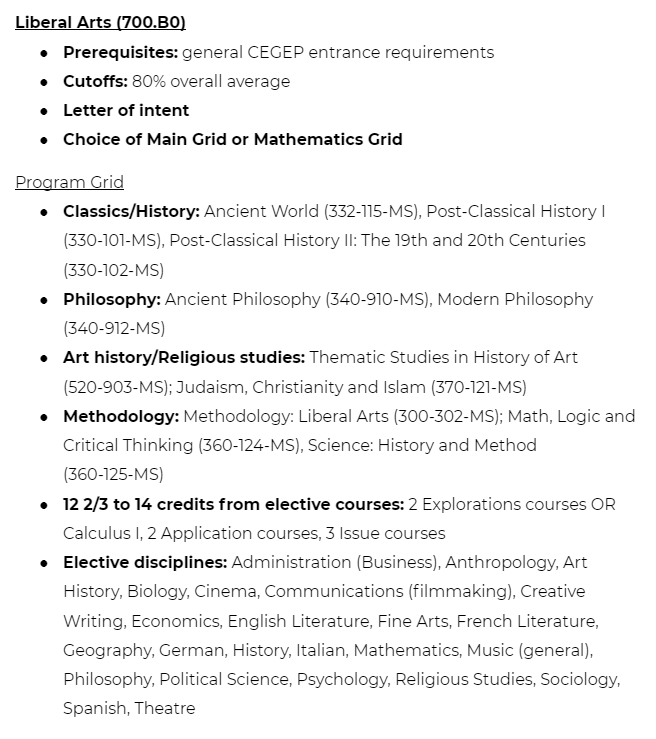 Liberal Arts (700.B0)
● Prerequisites: general CEGEP entrance requirements
● Cutoffs: 80% overall average
● Letter of intent
● Choice of Main Grid or Mathematics Grid
Program Grid
● Classics/History: Ancient World (332-115-MS), Post-Classical History I
(330-101-MS), Post-Classical History II: The 19th and 20th Centuries
(330-102-MS)
● Philosophy: Ancient Philosophy (340-910-MS), Modern Philosophy
(340-912-MS)
● Art history/Religious studies: Thematic Studies in History of Art
(520-903-MS); Judaism, Christianity and Islam (370-121-MS)
● Methodology: Methodology: Liberal Arts (300-302-MS); Math, Logic and
Critical Thinking (360-124-MS), Science: History and Method
(360-125-MS)
● 12 2/3 to 14 credits from elective courses: 2 Explorations courses OR
Calculus I, 2 Application courses, 3 Issue courses
● Elective disciplines: Administration (Business), Anthropology, Art
History, Biology, Cinema, Communications (filmmaking), Creative
Writing, Economics, English Literature, Fine Arts, French Literature,
Geography, German, History, Italian, Mathematics, Music (general),
Philosophy, Political Science, Psychology, Religious Studies, Sociology,
Spanish, Theatre